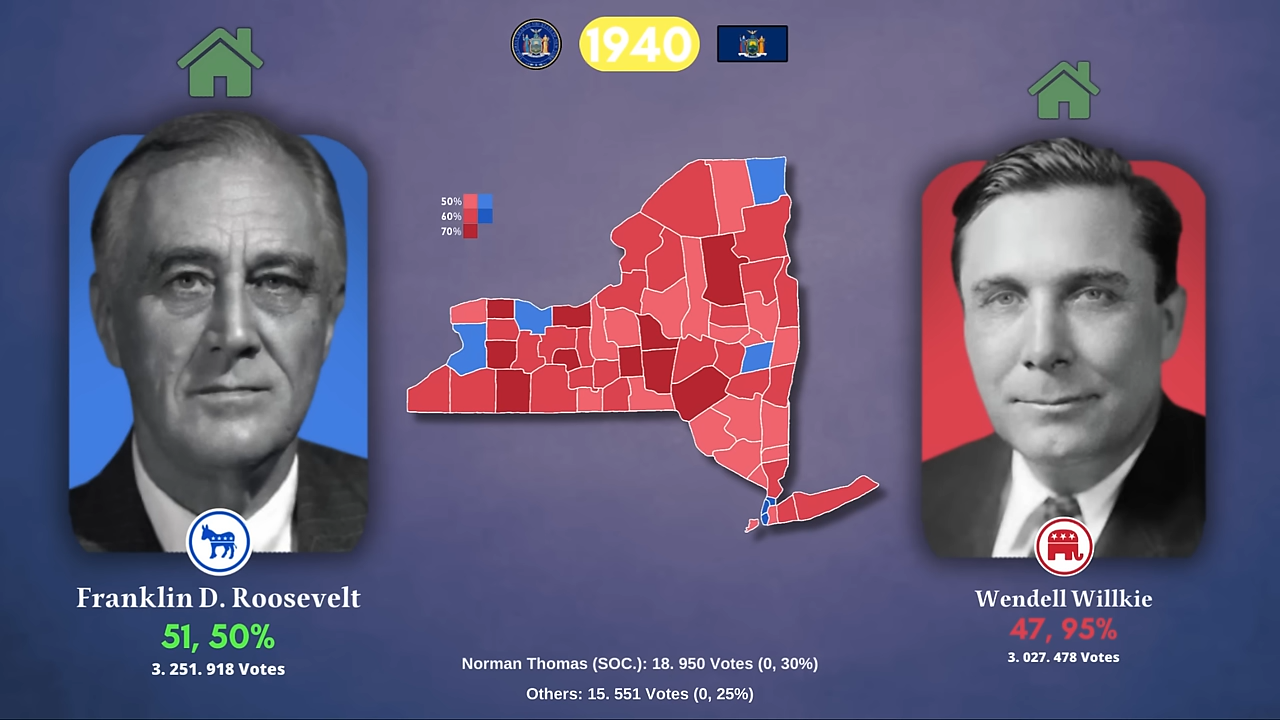 1940
50%
60%
70%
Franklin D. Roosevelt
51, 50%
3. 251. 918 Votes
Wendell Willkie
47, 95%
3. 027. 478 Votes
Norman Thomas (SOC.): 18. 950 Votes (0, 30%)
Others: 15. 551 Votes (0, 25%)